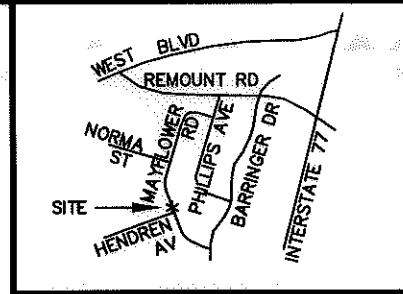 WEST BLVD
REMOUNT RD
NORMA ST
MAYFLOWER RD
PHILLIPS AVE
BARRINGER DR
INTERSTATE 77
SITE
HENDREN AV